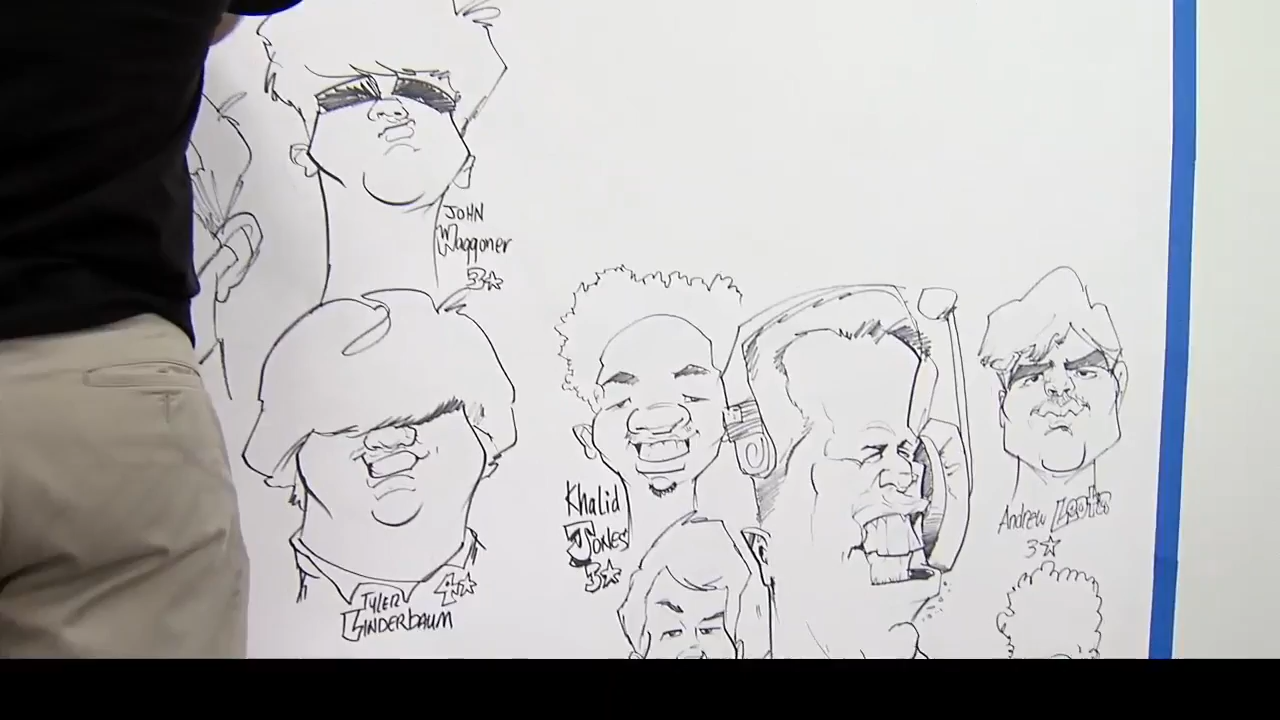 JOHN
Waggoner
3☆
Khalid
JONES
3☆
Andrew
3☆
TYLER
LINDERBAUM
4☆